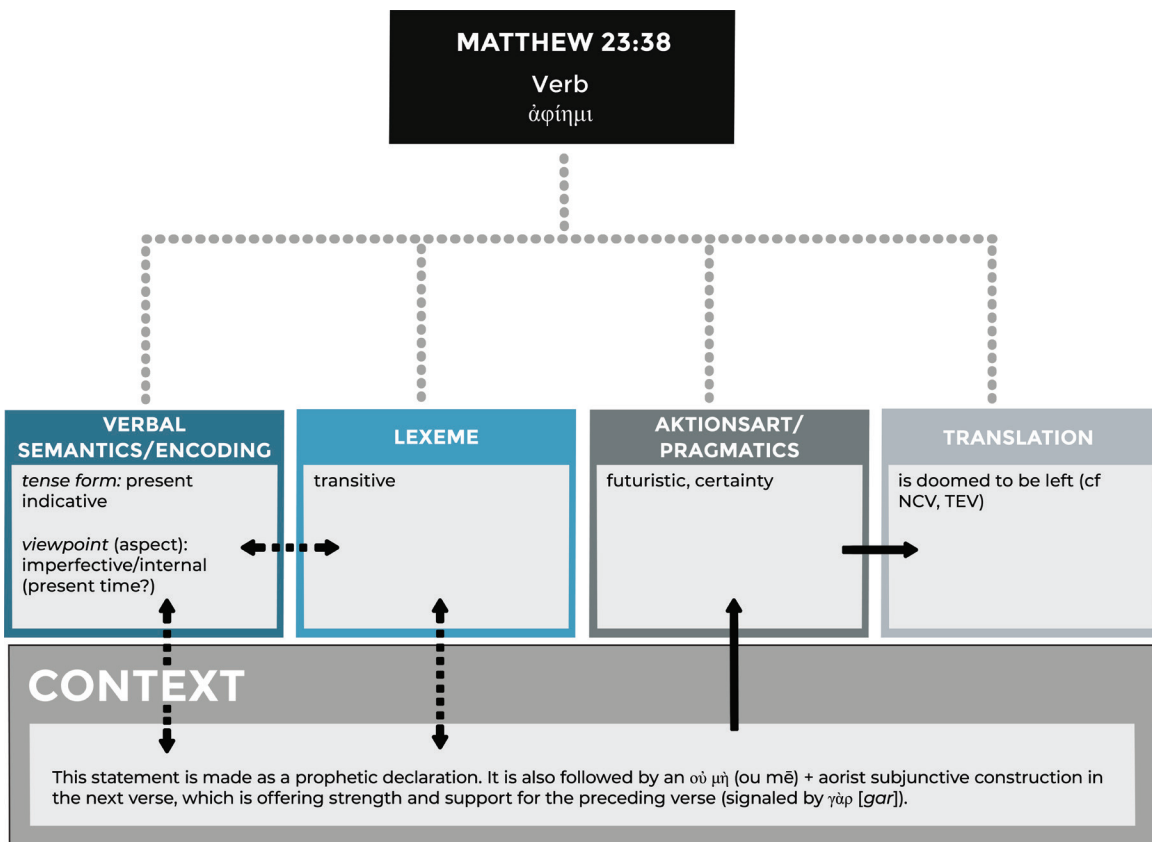 MATTHEW 23:38
Verb
ἀφίημι
VERBAL
SEMANTICS/ENCODING
tense form: present
indicative
viewpoint (aspect):
imperfective/internal
(present time?)
LEXEME
transitive
AKTIONSART/
PRAGMATICS
futuristic, certainty
TRANSLATION
is doomed to be left (cf
NCV, TEV)
CONTEXT
This statement is made as a prophetic declaration. It is also followed by an οὐ μὴ (ou mē) + aorist subjunctive construction in
the next verse, which is offering strength and support for the preceding verse (signaled by γὰρ [gar]).